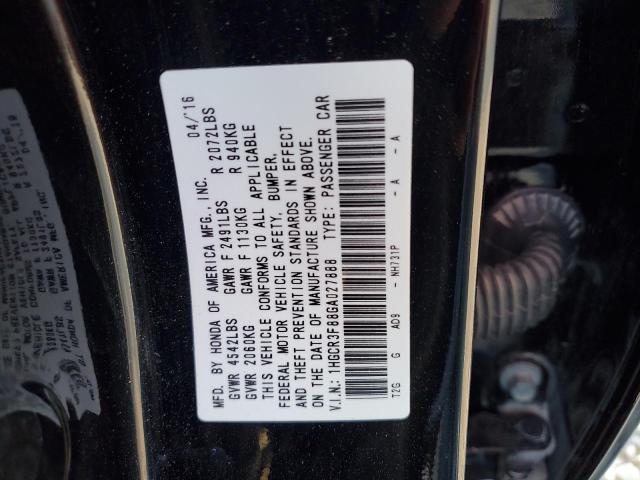 MFD. BY HONDA OF AMERICA MFG., INC. 04/'16
GVWR 4542LBS GAWR F 2491LBS R 2072LBS
GVWR 2060KG GAWR F 1130KG R 940KG
THIS VEHICLE CONFORMS TO ALL APPLICABLE
FEDERAL MOTOR VEHICLE SAFETY, BUMPER,
AND THEFT PREVENTION STANDARDS IN EFFECT
ON THE DATE OF MANUFACTURE SHOWN ABOVE.
V.I.N.: 1HGCR3F88GA027888 TYPE: PASSENGER CAR
T2G G AD9 - NH731P - A - A